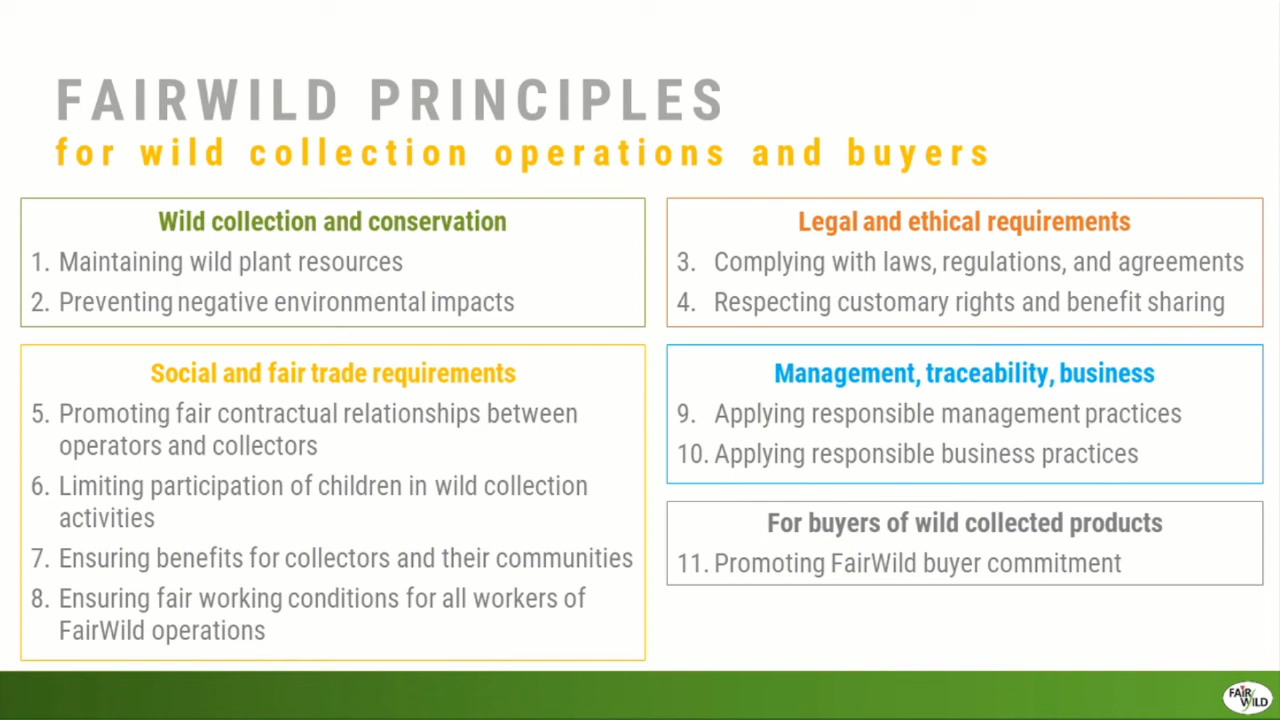 FAIRWILD PRINCIPLES
for wild collection operations and buyers
Wild collection and conservation
1. Maintaining wild plant resources
2. Preventing negative environmental impacts
Legal and ethical requirements
3. Complying with laws, regulations, and agreements
4. Respecting customary rights and benefit sharing
Social and fair trade requirements
5. Promoting fair contractual relationships between
operators and collectors
6. Limiting participation of children in wild collection
activities
7. Ensuring benefits for collectors and their communities
8. Ensuring fair working conditions for all workers of
FairWild operations
Management, traceability, business
9. Applying responsible management practices
10. Applying responsible business practices
For buyers of wild collected products
11. Promoting FairWild buyer commitment
FAIR
WILD